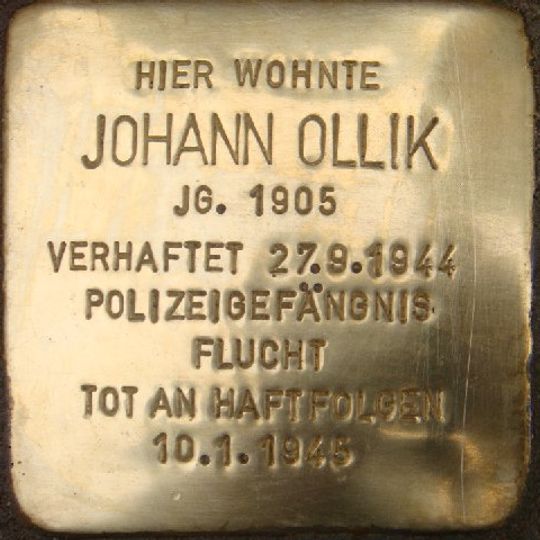 HIER WOHNTE
JOHANN OLLIK
JG. 1905
VERHAFTET 27.9.1944
POLIZEIGEFÄNGNIS
FLUCHT
TOT AN HAFTFOLGEN
10.1.1945